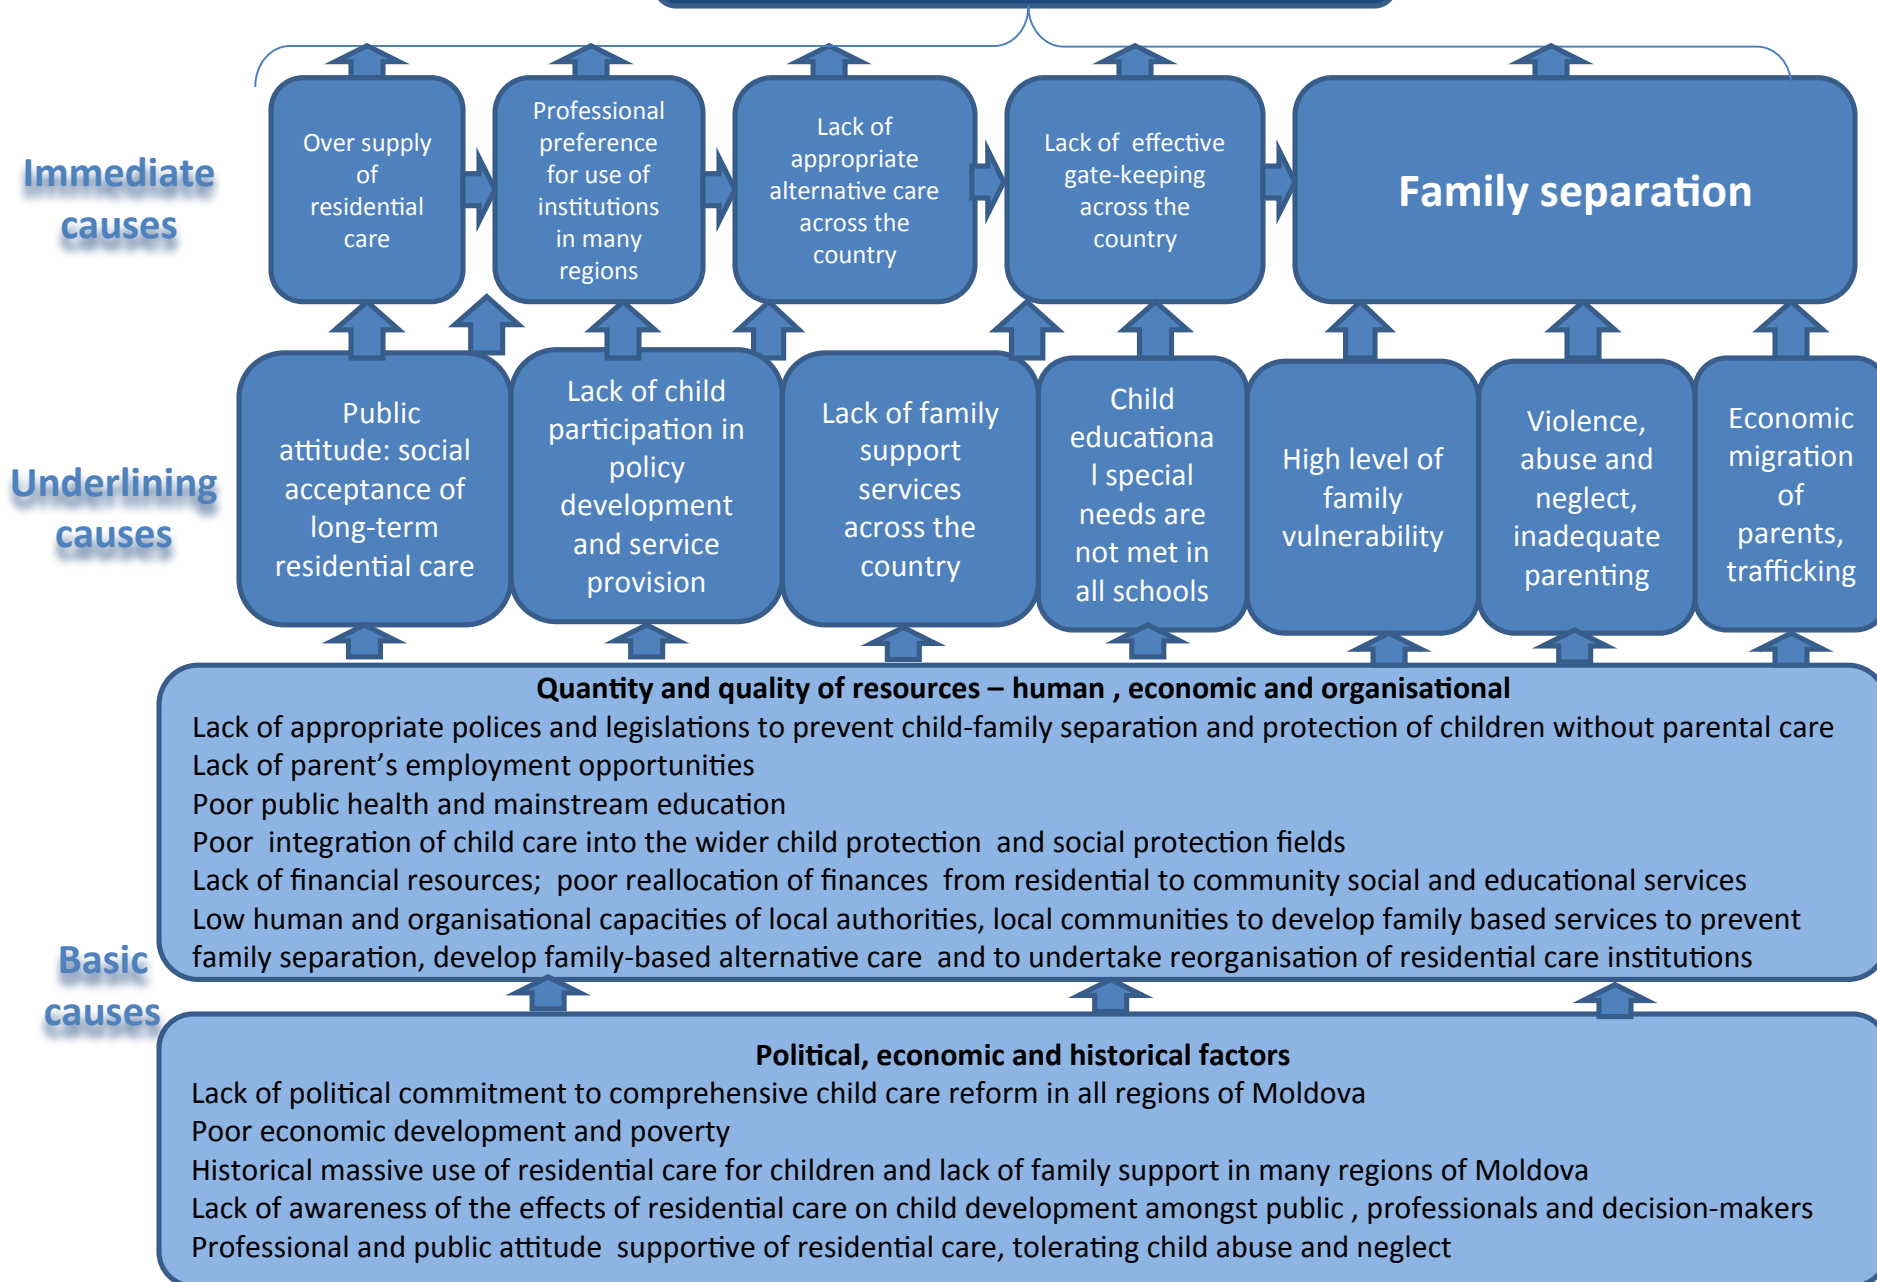 Immediate
causes
Over supply
of
residential
care
Professional
preference
for use of
institutions
in many
regions
Lack of
appropriate
alternative care
across the
country
Lack of effective
gate-keeping
across the
country
Family separation
Underlining
causes
Public
attitude: social
acceptance of
long-term
residential care
Lack of child
participation in
policy
development
and service
provision
Lack of family
support
services
across the
country
Child
educationa
l special
needs are
not met in
all schools
High level of
family
vulnerability
Violence,
abuse and
neglect,
inadequate
parenting
Economic
migration
of
parents,
trafficking
Basic
causes
Quantity and quality of resources – human , economic and organisational
Lack of appropriate polices and legislations to prevent child-family separation and protection of children without parental care
Lack of parent’s employment opportunities
Poor public health and mainstream education
Poor integration of child care into the wider child protection and social protection fields
Lack of financial resources; poor reallocation of finances from residential to community social and educational services
Low human and organisational capacities of local authorities, local communities to develop family based services to prevent
family separation, develop family-based alternative care and to undertake reorganisation of residential care institutions
Political, economic and historical factors
Lack of political commitment to comprehensive child care reform in all regions of Moldova
Poor economic development and poverty
Historical massive use of residential care for children and lack of family support in many regions of Moldova
Lack of awareness of the effects of residential care on child development amongst public , professionals and decision-makers
Professional and public attitude supportive of residential care, tolerating child abuse and neglect